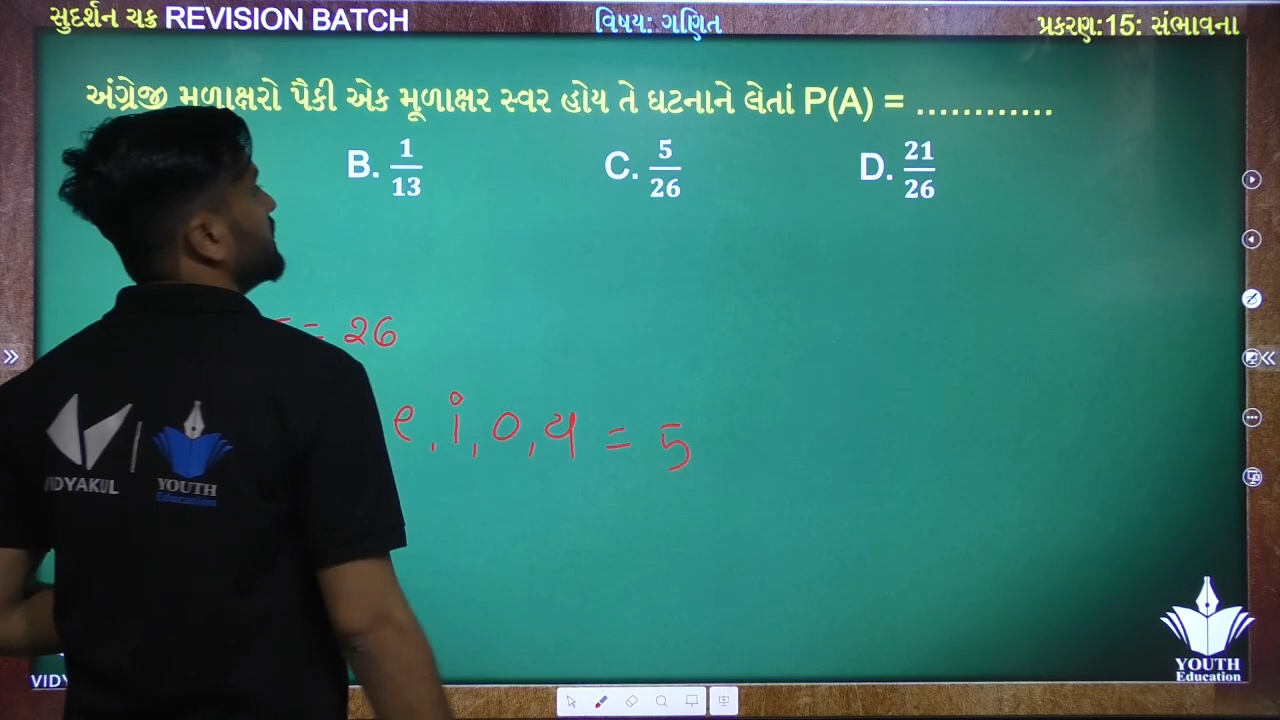 સુદર્શન ચક્ર REVISION BATCH
વિષય: ગણિત
પ્રકરણ:15: સંભાવના
અંગ્રેજી મૂળાક્ષરો પૈકી એક મૂળાક્ષર સ્વર હોય તે ઘટનાને લેતાં P(A) = ............
B. 1/13 C. 5/26 D. 21/26
= 26
e, i, o, u = 5
VIDYAKUL
YOUTH
Education
YOUTH
Education